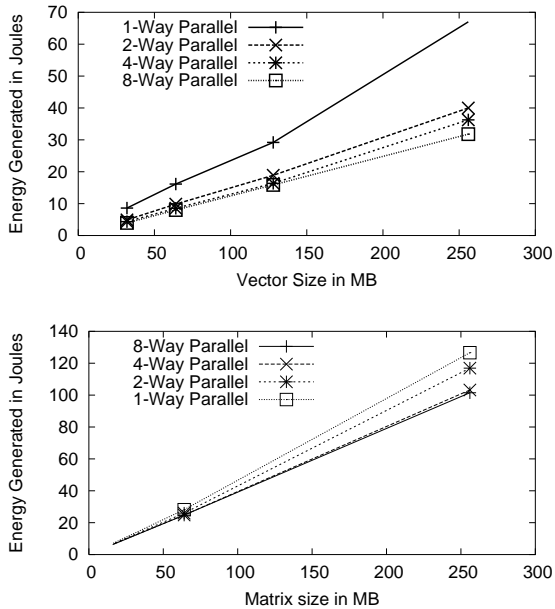 Energy Generated in Joules
70
60
50
40
30
20
10
0
1-Way Parallel
2-Way Parallel
4-Way Parallel
8-Way Parallel
0 50 100 150 200 250 300
Vector Size in MB
Energy Generated in Joules
140
120
100
80
60
40
20
0
8-Way Parallel
4-Way Parallel
2-Way Parallel
1-Way Parallel
0 50 100 150 200 250 300
Matrix size in MB